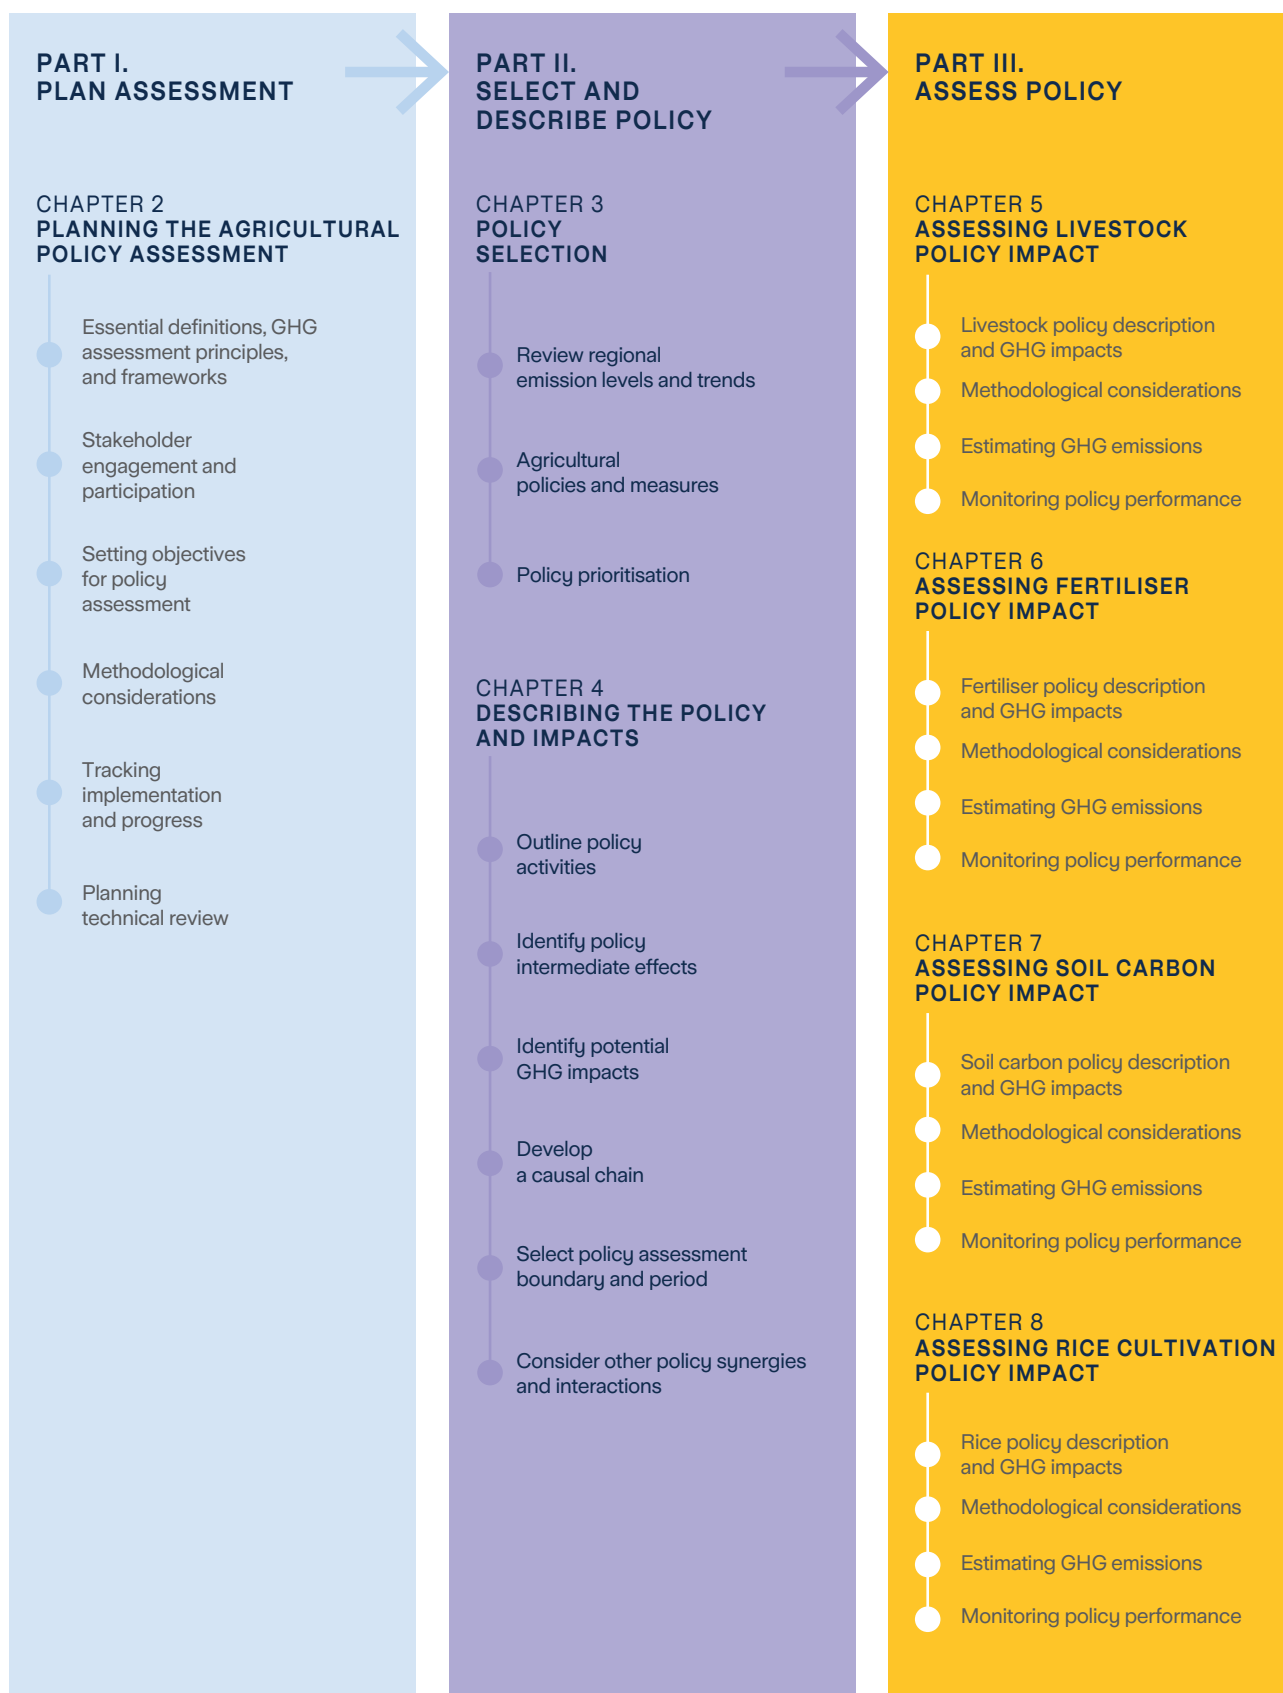 PART I.
PLAN ASSESSMENT
CHAPTER 2
PLANNING THE AGRICULTURAL
POLICY ASSESSMENT
Essential definitions, GHG
assessment principles,
and frameworks
Stakeholder
engagement and
participation
Setting objectives
for policy
assessment
Methodological
considerations
Tracking
implementation
and progress
Planning
technical review
PART II.
SELECT AND
DESCRIBE POLICY
CHAPTER 3
POLICY
SELECTION
Review regional
emission levels and trends
Agricultural
policies and measures
Policy prioritisation
CHAPTER 4
DESCRIBING THE POLICY
AND IMPACTS
Outline policy
activities
Identify policy
intermediate effects
Identify potential
GHG impacts
Develop
a causal chain
Select policy assessment
boundary and period
Consider other policy synergies
and interactions
PART III.
ASSESS POLICY
CHAPTER 5
ASSESSING LIVESTOCK
POLICY IMPACT
Livestock policy description
and GHG impacts
Methodological considerations
Estimating GHG emissions
Monitoring policy performance
CHAPTER 6
ASSESSING FERTILISER
POLICY IMPACT
Fertiliser policy description
and GHG impacts
Methodological considerations
Estimating GHG emissions
Monitoring policy performance
CHAPTER 7
ASSESSING SOIL CARBON
POLICY IMPACT
Soil carbon policy description
and GHG impacts
Methodological considerations
Estimating GHG emissions
Monitoring policy performance
CHAPTER 8
ASSESSING RICE CULTIVATION
POLICY IMPACT
Rice policy description
and GHG impacts
Methodological considerations
Estimating GHG emissions
Monitoring policy performance